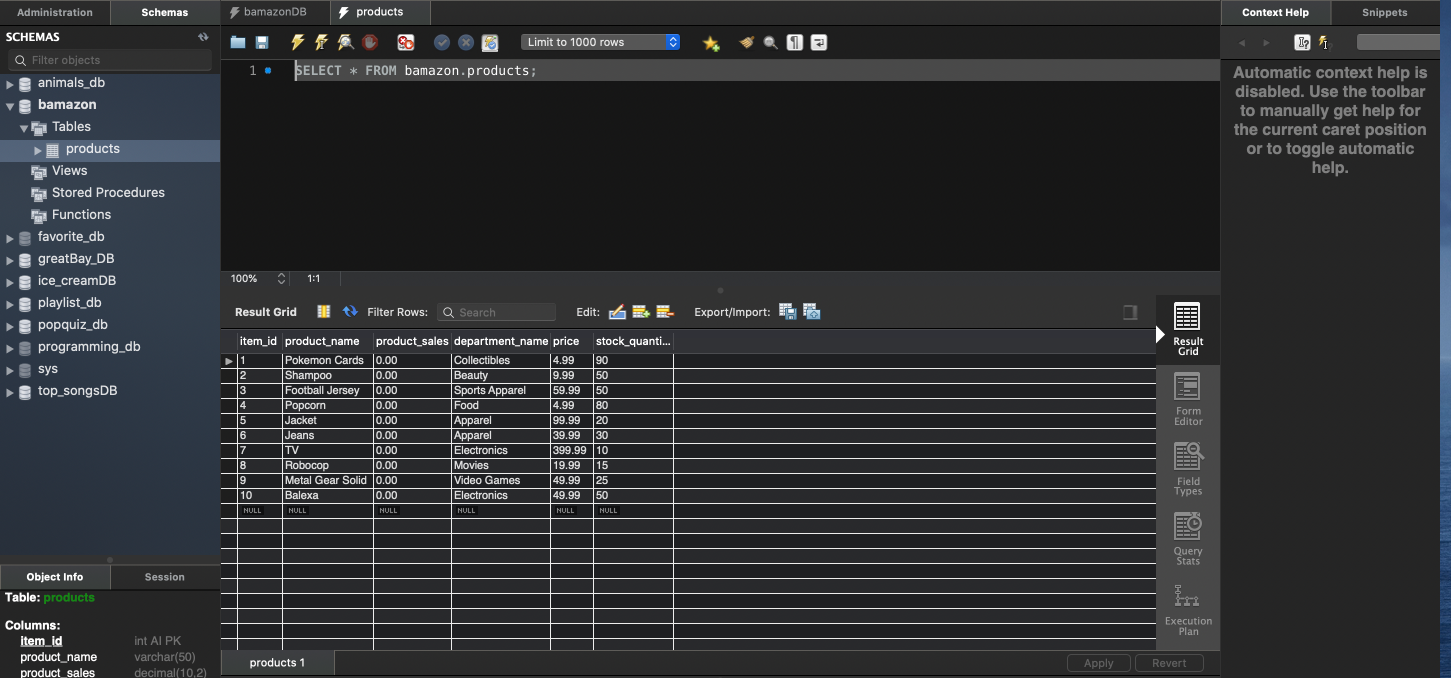 Administration Schemas bamazonDB products Context Help Snippets
SCHEMAS
Filter objects
Limit to 1000 rows
animals_db
bamazon
Tables
products
Views
Stored Procedures
Functions
favorite_db
greatBay_DB
ice_creamDB
playlist_db
popquiz_db
programming_db
sys
top_songsDB
1 SELECT * FROM bamazon.products;
Automatic context help is
disabled. Use the toolbar
to manually get help for
the current caret position
or to toggle automatic
help.
100% 1:1
Result Grid Filter Rows: Search Edit: Export/Import:
item_id product_name product_sales department_name price stock_quanti...
1 Pokemon Cards 0.00 Collectibles 4.99 90
2 Shampoo 0.00 Beauty 9.99 50
3 Football Jersey 0.00 Sports Apparel 59.99 50
4 Popcorn 0.00 Food 4.99 80
5 Jacket 0.00 Apparel 99.99 20
6 Jeans 0.00 Apparel 39.99 30
7 TV 0.00 Electronics 399.99 10
8 Robocop 0.00 Movies 19.99 15
9 Metal Gear Solid 0.00 Video Games 49.99 25
10 Balexa 0.00 Electronics 49.99 50
NULL NULL NULL NULL NULL NULL
Result
Grid
Form
Editor
Field
Types
Query
Stats
Execution
Plan
Object Info Session
Table: products
Columns:
item_id int AI PK
product_name varchar(50)
product_sales decimal(10,2)
products 1 Apply Revert